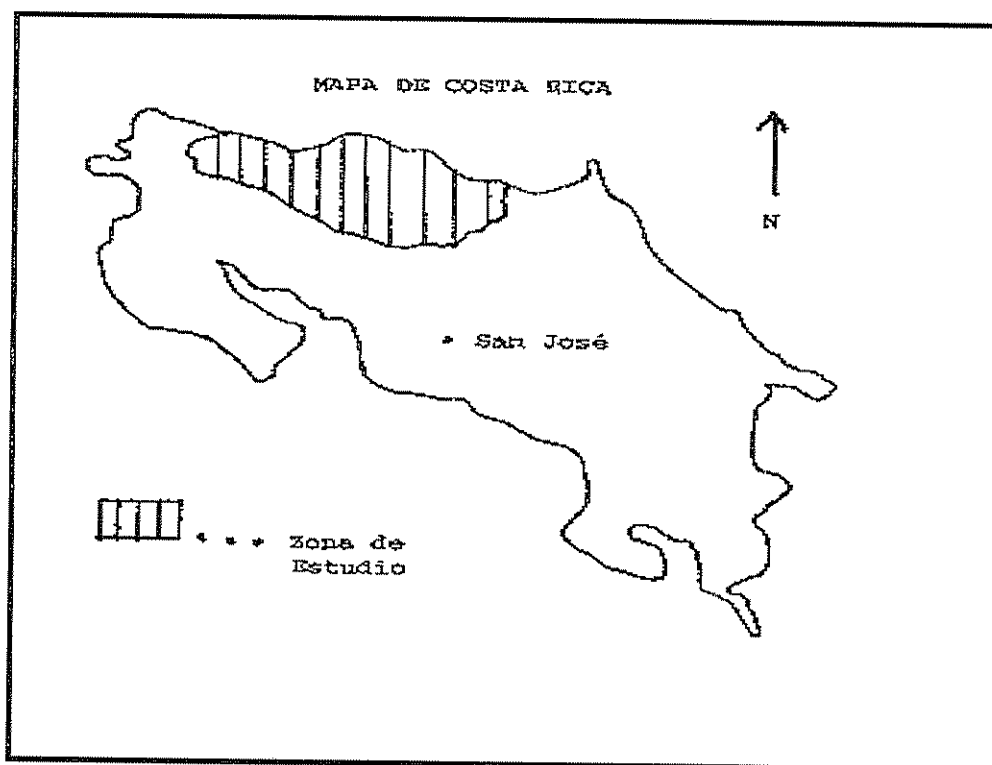 MAPA DE COSTA RICA
N
• San José
• • • Zona de
Estudio